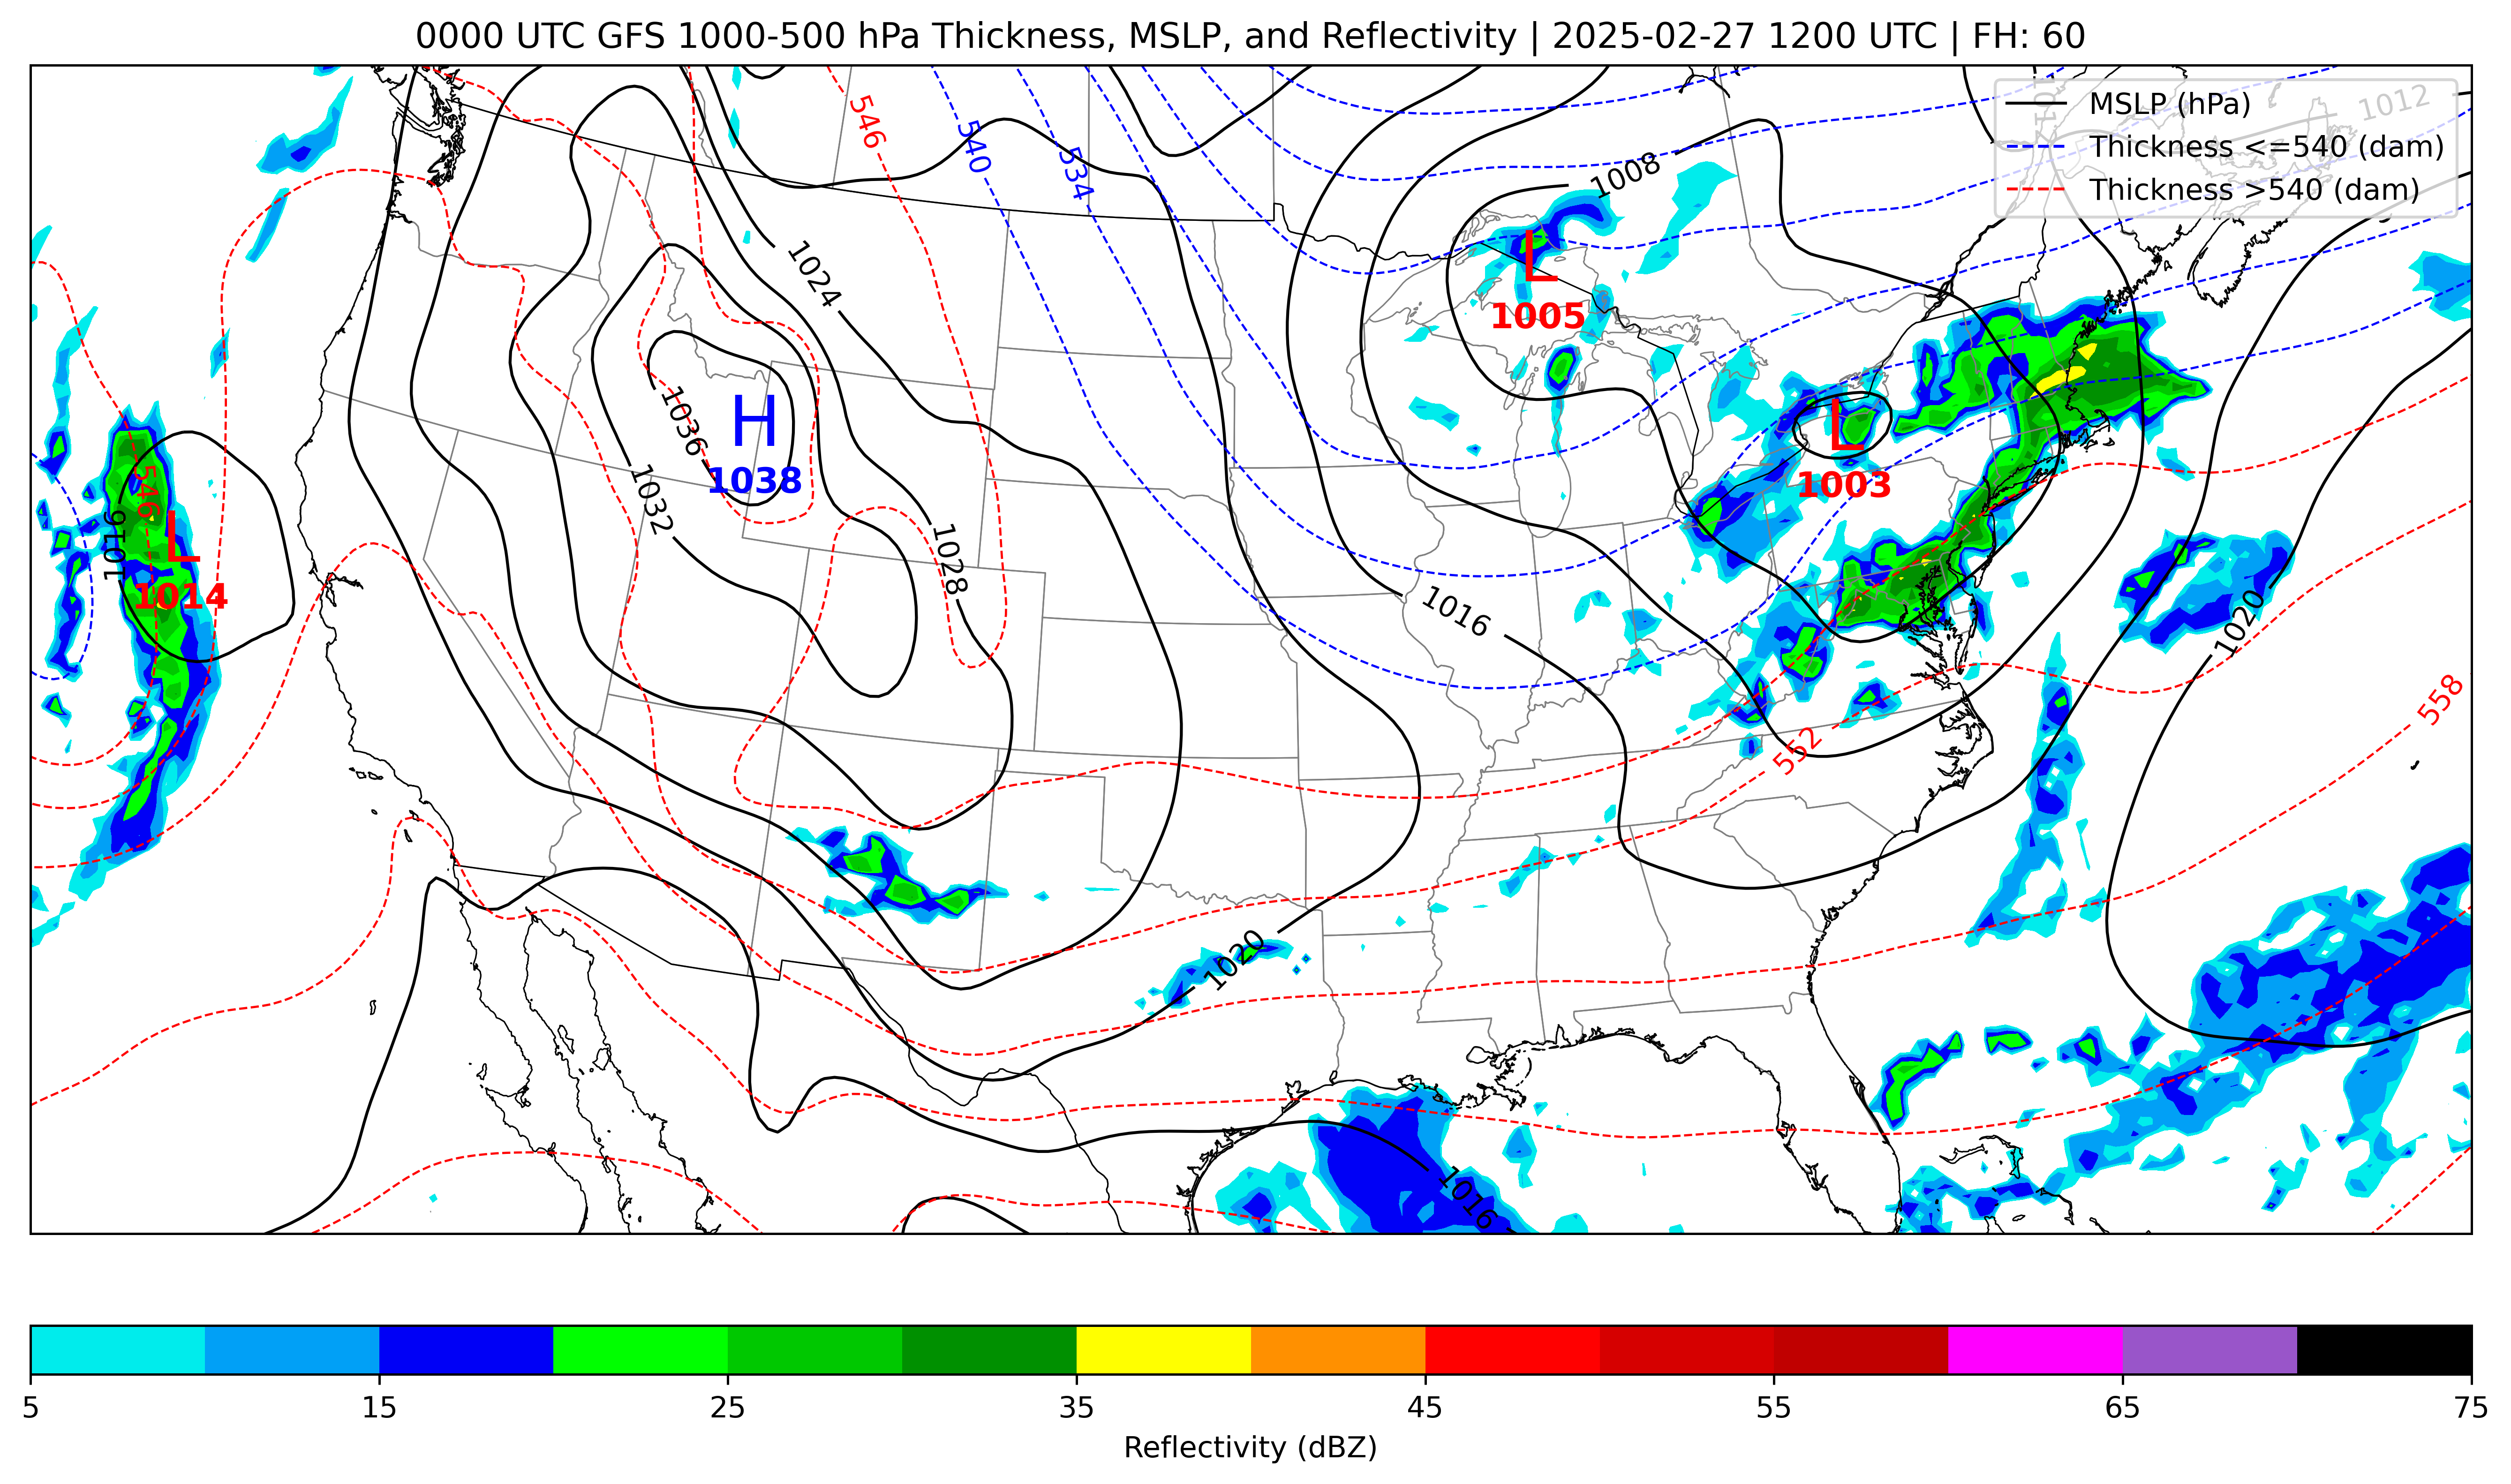 0000 UTC GFS 1000-500 hPa Thickness, MSLP, and Reflectivity | 2025-02-27 1200 UTC | FH: 60
MSLP (hPa)
Thickness <=540 (dam)
Thickness >540 (dam)
1012
546
540
534
1008
1024
L
1005
H
1038
1036
1032
1028
L
1003
546
1016
L
1014
1016
1020
552
558
1020
1016
5 15 25 35 45 55 65 75
Reflectivity (dBZ)